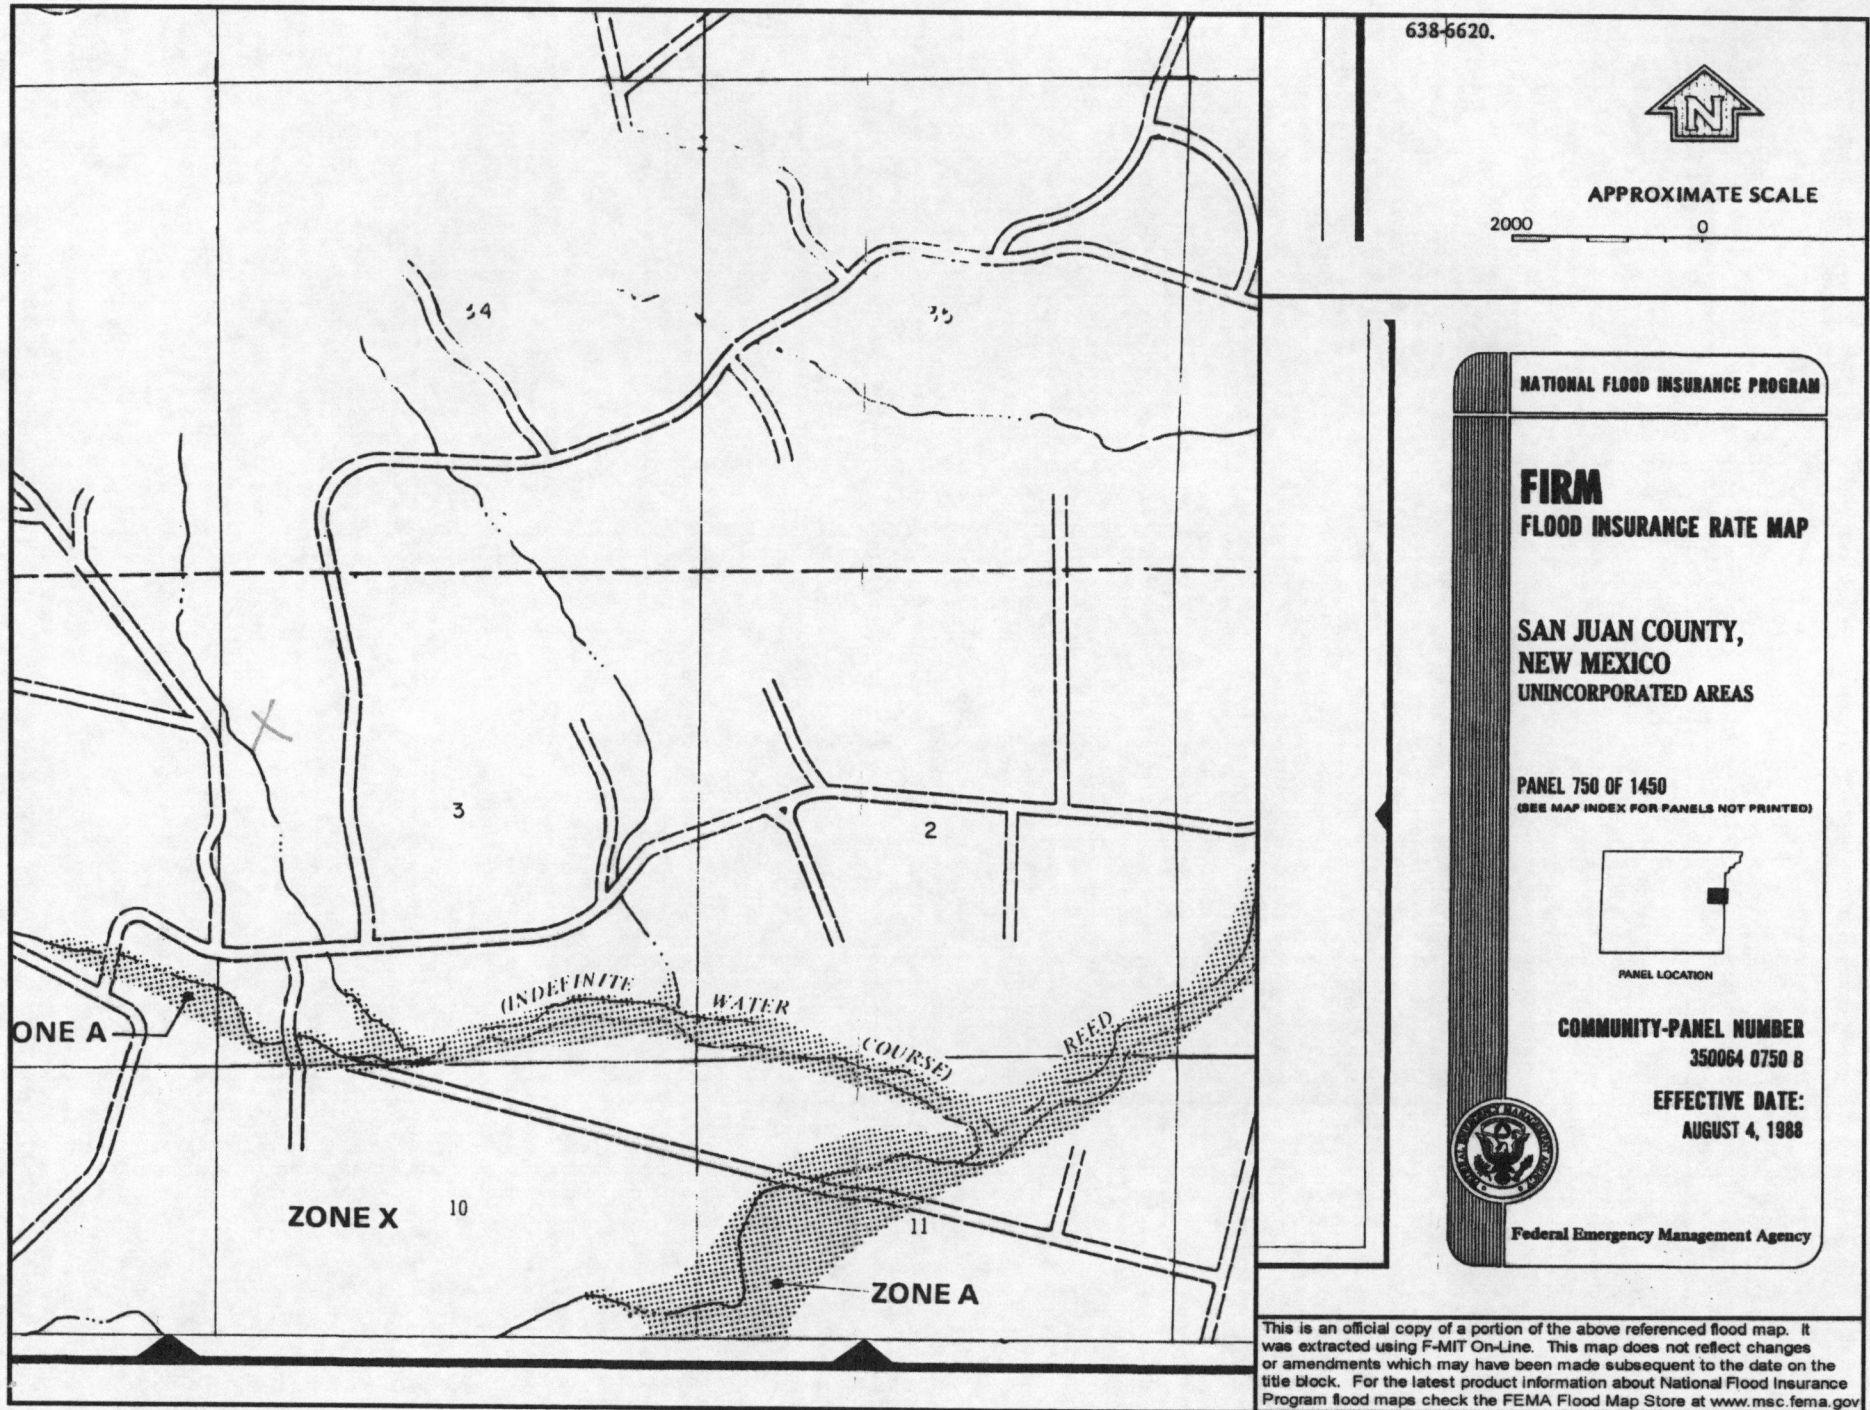 638-6620.
N
APPROXIMATE SCALE
2000 0
34
35
3
2
(INDEFINITE WATER COURSE)
REED
ONE A
ZONE X
10
11
ZONE A
NATIONAL FLOOD INSURANCE PROGRAM
FIRM
FLOOD INSURANCE RATE MAP
SAN JUAN COUNTY,
NEW MEXICO
UNINCORPORATED AREAS
PANEL 750 OF 1450
(SEE MAP INDEX FOR PANELS NOT PRINTED)
PANEL LOCATION
COMMUNITY-PANEL NUMBER
350064 0750 B
EFFECTIVE DATE:
AUGUST 4, 1988
FEDERAL EMERGENCY MANAGEMENT AGENCY
Federal Emergency Management Agency
This is an official copy of a portion of the above referenced flood map. It
was extracted using F-MIT On-Line. This map does not reflect changes
or amendments which may have been made subsequent to the date on the
title block. For the latest product information about National Flood Insurance
Program flood maps check the FEMA Flood Map Store at www.msc.fema.gov